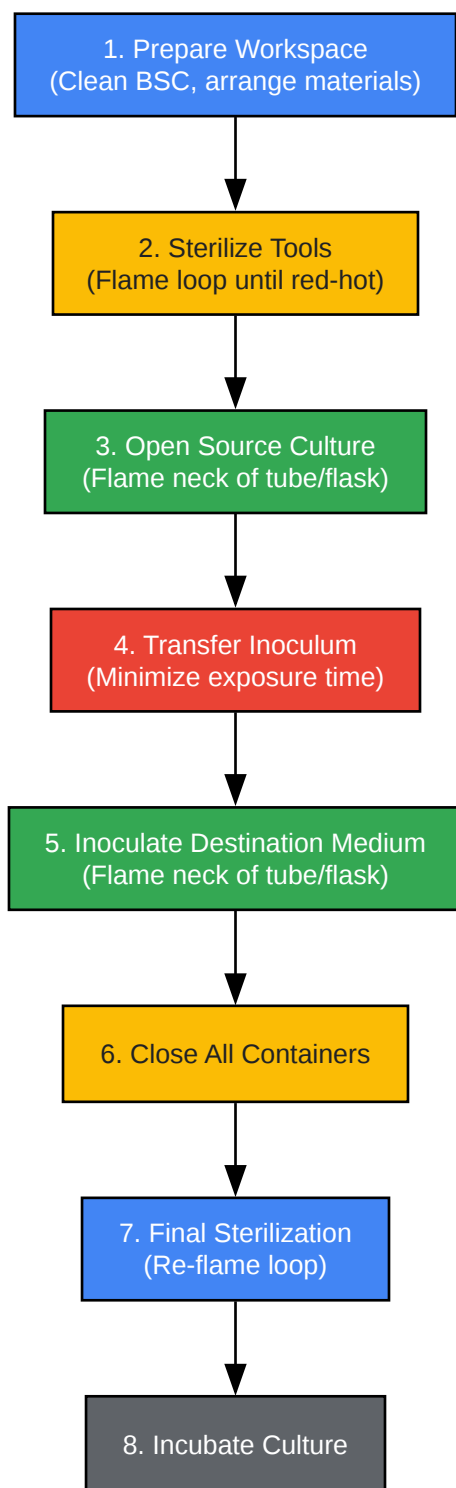 1. Prepare Workspace
(Clean BSC, arrange materials)
2. Sterilize Tools
(Flame loop until red-hot)
3. Open Source Culture
(Flame neck of tube/flask)
4. Transfer Inoculum
(Minimize exposure time)
5. Inoculate Destination Medium
(Flame neck of tube/flask)
6. Close All Containers
7. Final Sterilization
(Re-flame loop)
8. Incubate Culture